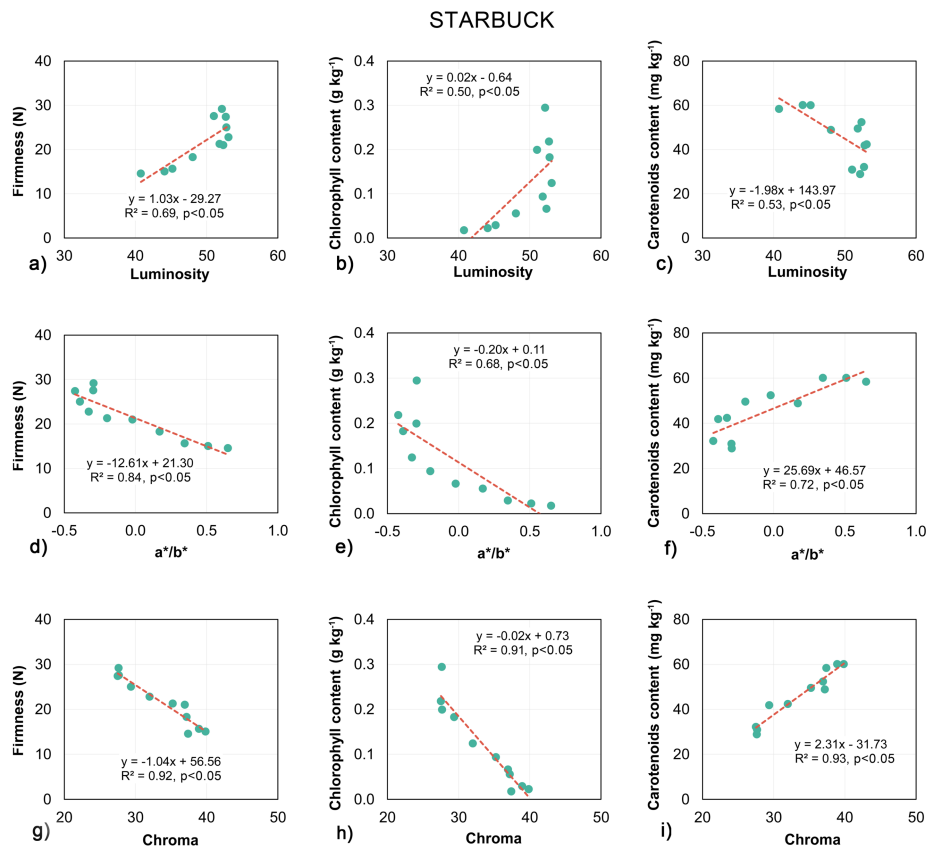 STARBUCK
Firmness (N)
40
30
20
10
0
y = 1.03x - 29.27
R² = 0.69, p<0.05
30 40 50 60
a) Luminosity
Chlorophyll content (g kg⁻¹)
0.4
0.3
0.2
0.1
0.0
y = 0.02x - 0.64
R² = 0.50, p<0.05
30 40 50 60
b) Luminosity
Carotenoids content (mg kg⁻¹)
80
60
40
20
0
y = -1.98x + 143.97
R² = 0.53, p<0.05
30 40 50 60
c) Luminosity
Firmness (N)
40
30
20
10
0
y = -12.61x + 21.30
R² = 0.84, p<0.05
-0.5 0.0 0.5 1.0
d) a*/b*
Chlorophyll content (g kg⁻¹)
0.4
0.3
0.2
0.1
0.0
y = -0.20x + 0.11
R² = 0.68, p<0.05
-0.5 0.0 0.5 1.0
e) a*/b*
Carotenoids content (mg kg⁻¹)
80
60
40
20
0
y = 25.69x + 46.57
R² = 0.72, p<0.05
-0.5 0.0 0.5 1.0
f) a*/b*
Firmness (N)
40
30
20
10
0
y = -1.04x + 56.56
R² = 0.92, p<0.05
20 30 40 50
g) Chroma
Chlorophyll content (g kg⁻¹)
0.4
0.3
0.2
0.1
0.0
y = -0.02x + 0.73
R² = 0.91, p<0.05
20 30 40 50
h) Chroma
Carotenoids content (mg kg⁻¹)
80
60
40
20
0
y = 2.31x - 31.73
R² = 0.93, p<0.05
20 30 40 50
i) Chroma